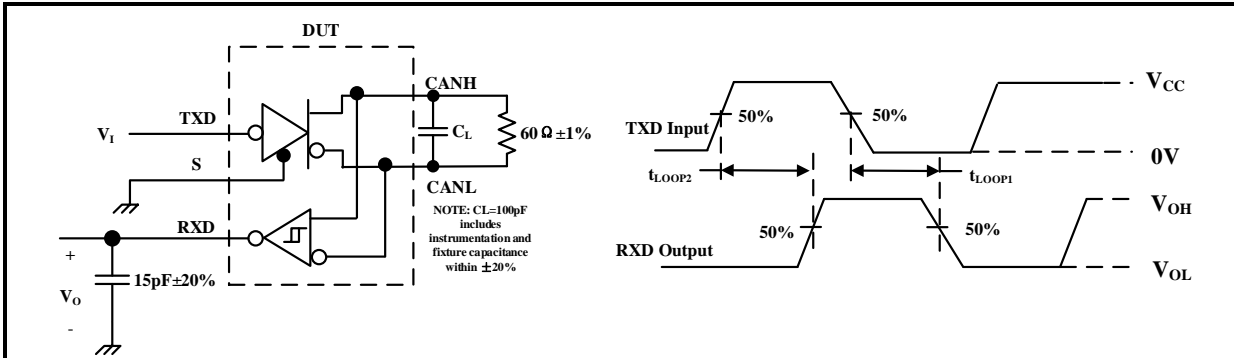 DUT
CANH
TXD
V_I
C_L
60 Ω ±1%
S
CANL
RXD
NOTE: CL=100pF
includes
instrumentation and
fixture capacitance
within ±20%
+
15pF±20%
V_O
-
V_CC
50%
50%
TXD Input
0V
t_LOOP2
t_LOOP1
V_OH
50%
50%
RXD Output
V_OL